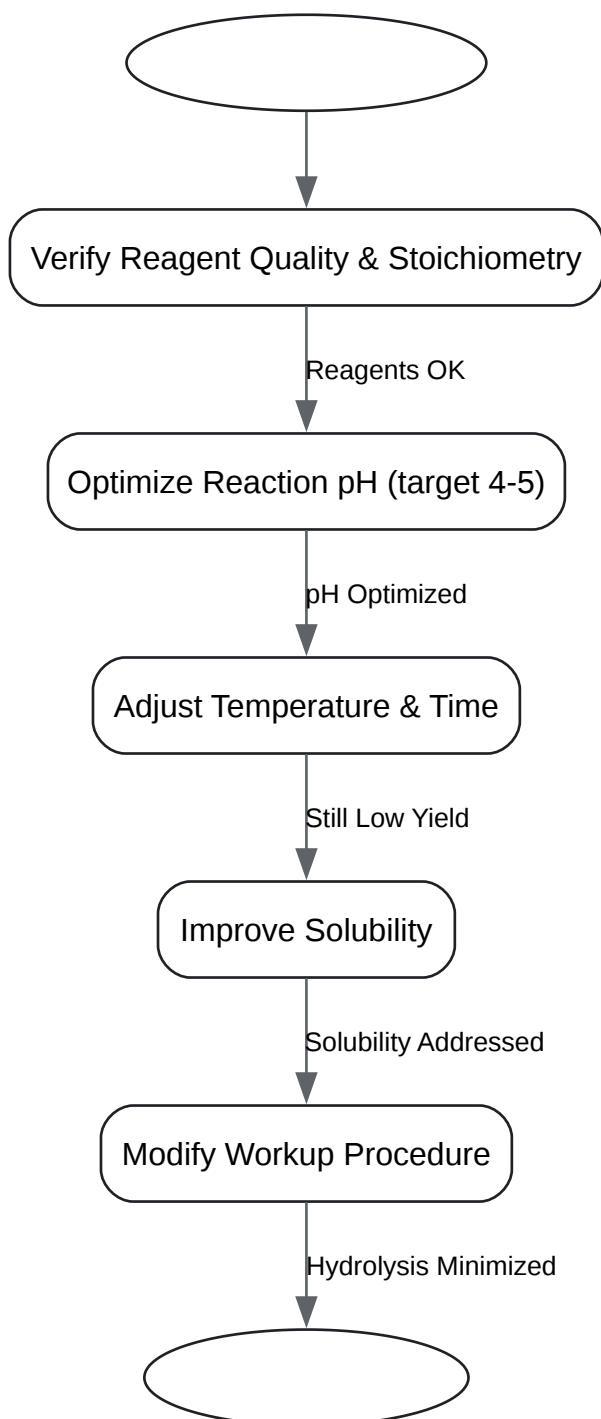 Verify Reagent Quality & Stoichiometry
Reagents OK
Optimize Reaction pH (target 4-5)
pH Optimized
Adjust Temperature & Time
Still Low Yield
Improve Solubility
Solubility Addressed
Modify Workup Procedure
Hydrolysis Minimized